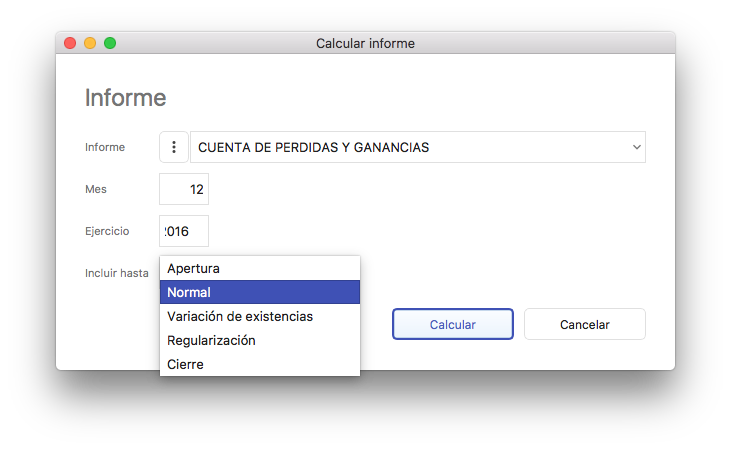 Calcular informe
Informe
Informe CUENTA DE PERDIDAS Y GANANCIAS
Mes 12
Ejercicio 2016
Incluir hasta
Apertura
Normal
Variación de existencias
Regularización
Cierre
Calcular Cancelar